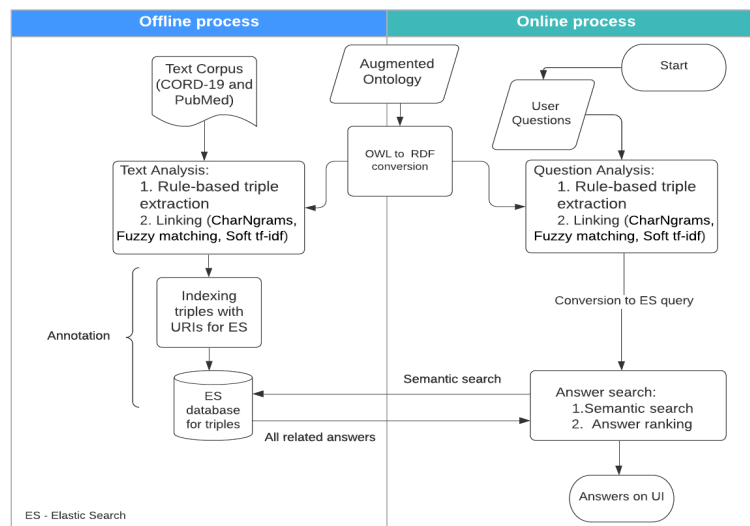 Offline process
Online process
Text Corpus
(CORD-19 and
PubMed)
Augmented
Ontology
Start
User
Questions
OWL to RDF
conversion
Text Analysis:
1. Rule-based triple
extraction
2. Linking (CharNgrams,
Fuzzy matching, Soft tf-idf)
Question Analysis:
1. Rule-based triple
extraction
2. Linking (CharNgrams,
Fuzzy matching, Soft tf-idf)
Annotation
Indexing
triples with
URIs for ES
Conversion to ES query
ES
database
for triples
Semantic search
All related answers
Answer search:
1.Semantic search
2. Answer ranking
Answers on UI
ES - Elastic Search